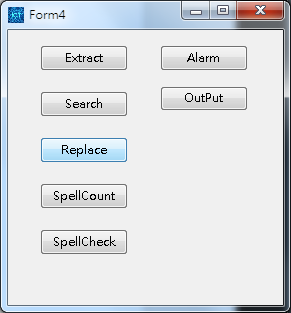 Form4
Extract
Alarm
Search
OutPut
Replace
SpellCount
SpellCheck